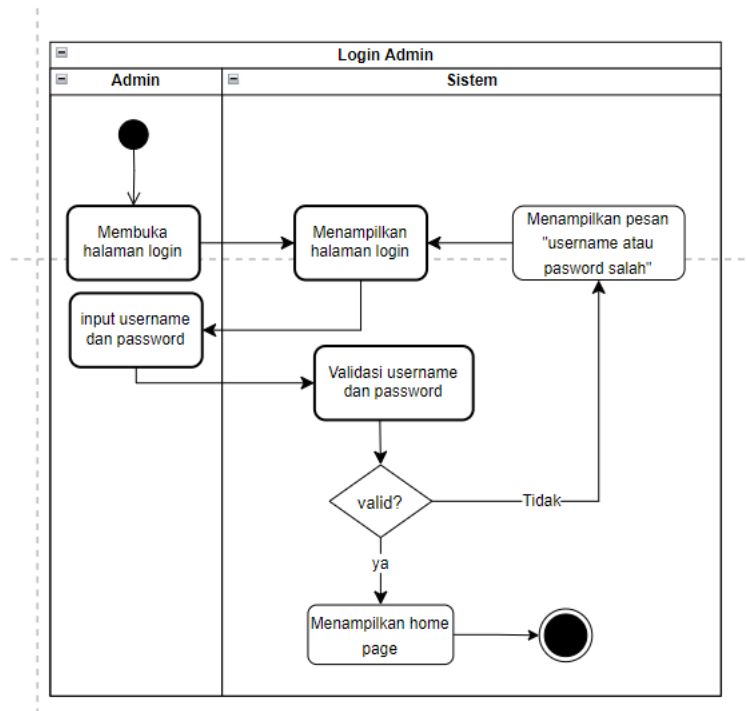 Login Admin
Admin
Sistem
Membuka
halaman login
Menampilkan
halaman login
Menampilkan pesan
"username atau
pasword salah"
input username
dan password
Validasi username
dan password
valid?
Tidak
ya
Menampilkan home
page